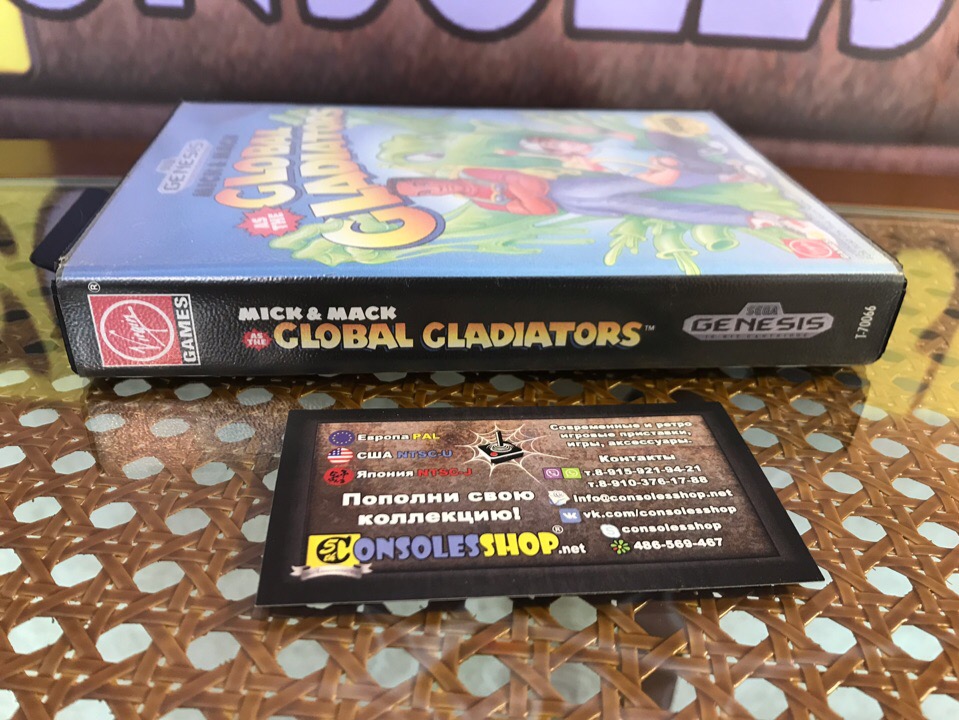 GENESIS
MICK & MACK
AS THE
GLOBAL
GLADIATORS
®
Virgin
GAMES
MICK & MACK
AS THE
GLOBAL GLADIATORS™
SEGA
GENESIS
T-70066
Европа PAL
США NTSC-U
Япония NTSC-J
Пополни свою
коллекцию!
CONSOLESSHOP.net®
Современные и ретро
игровые приставки,
игры, аксессуары.
Контакты
т.8-915-921-94-21
т.8-910-376-17-88
info@consolesshop.net
vk.com/consolesshop
consolesshop
486-569-467